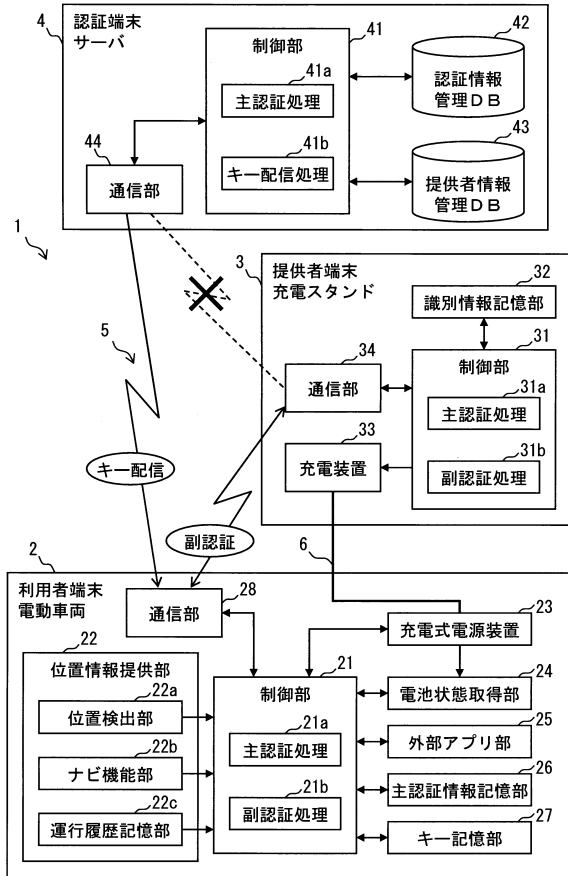 4
認証端末
サーバ
制御部
41
41a
主認証処理
41b
キー配信処理
42
認証情報
管理DB
43
提供者情報
管理DB
44
通信部
1
5
3
提供者端末
充電スタンド
32
識別情報記憶部
31
制御部
31a
主認証処理
31b
副認証処理
34
通信部
33
充電装置
キー配信
副認証
6
2
利用者端末
電動車両
28
通信部
22
位置情報提供部
22a
位置検出部
22b
ナビ機能部
22c
運行履歴記憶部
21
制御部
21a
主認証処理
21b
副認証処理
23
充電式電源装置
24
電池状態取得部
25
外部アプリ部
26
主認証情報記憶部
27
キー記憶部